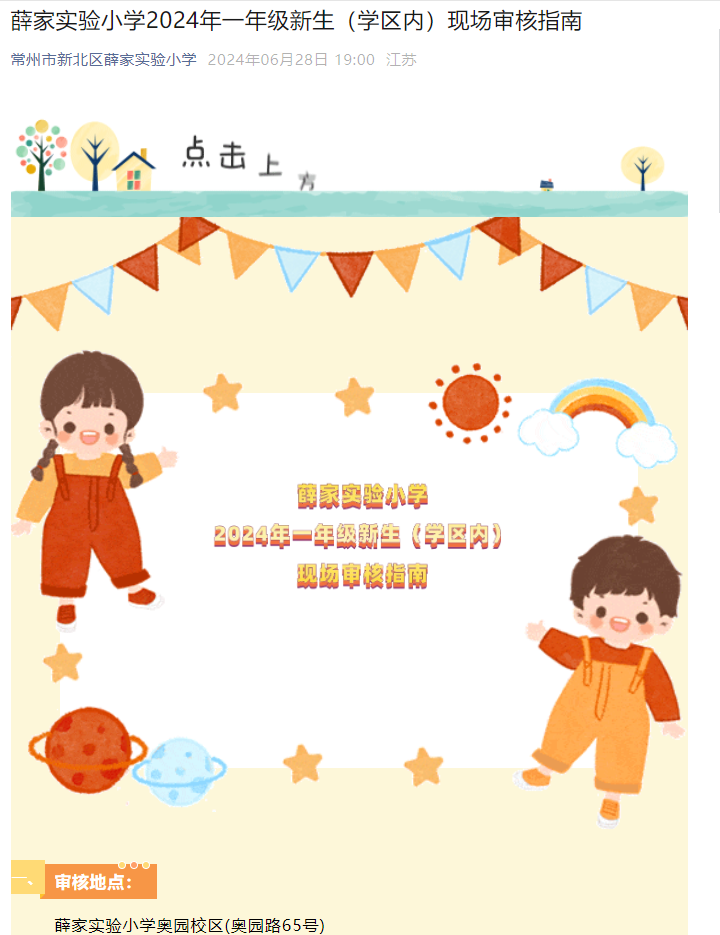 薛家实验小学2024年一年级新生（学区内）现场审核指南
常州市新北区薛家实验小学 2024年06月28日 19:00 江苏
点击上方
薛家实验小学
2024年一年级新生（学区内）
现场审核指南
一、审核地点：
薛家实验小学奥园校区(奥园路65号)